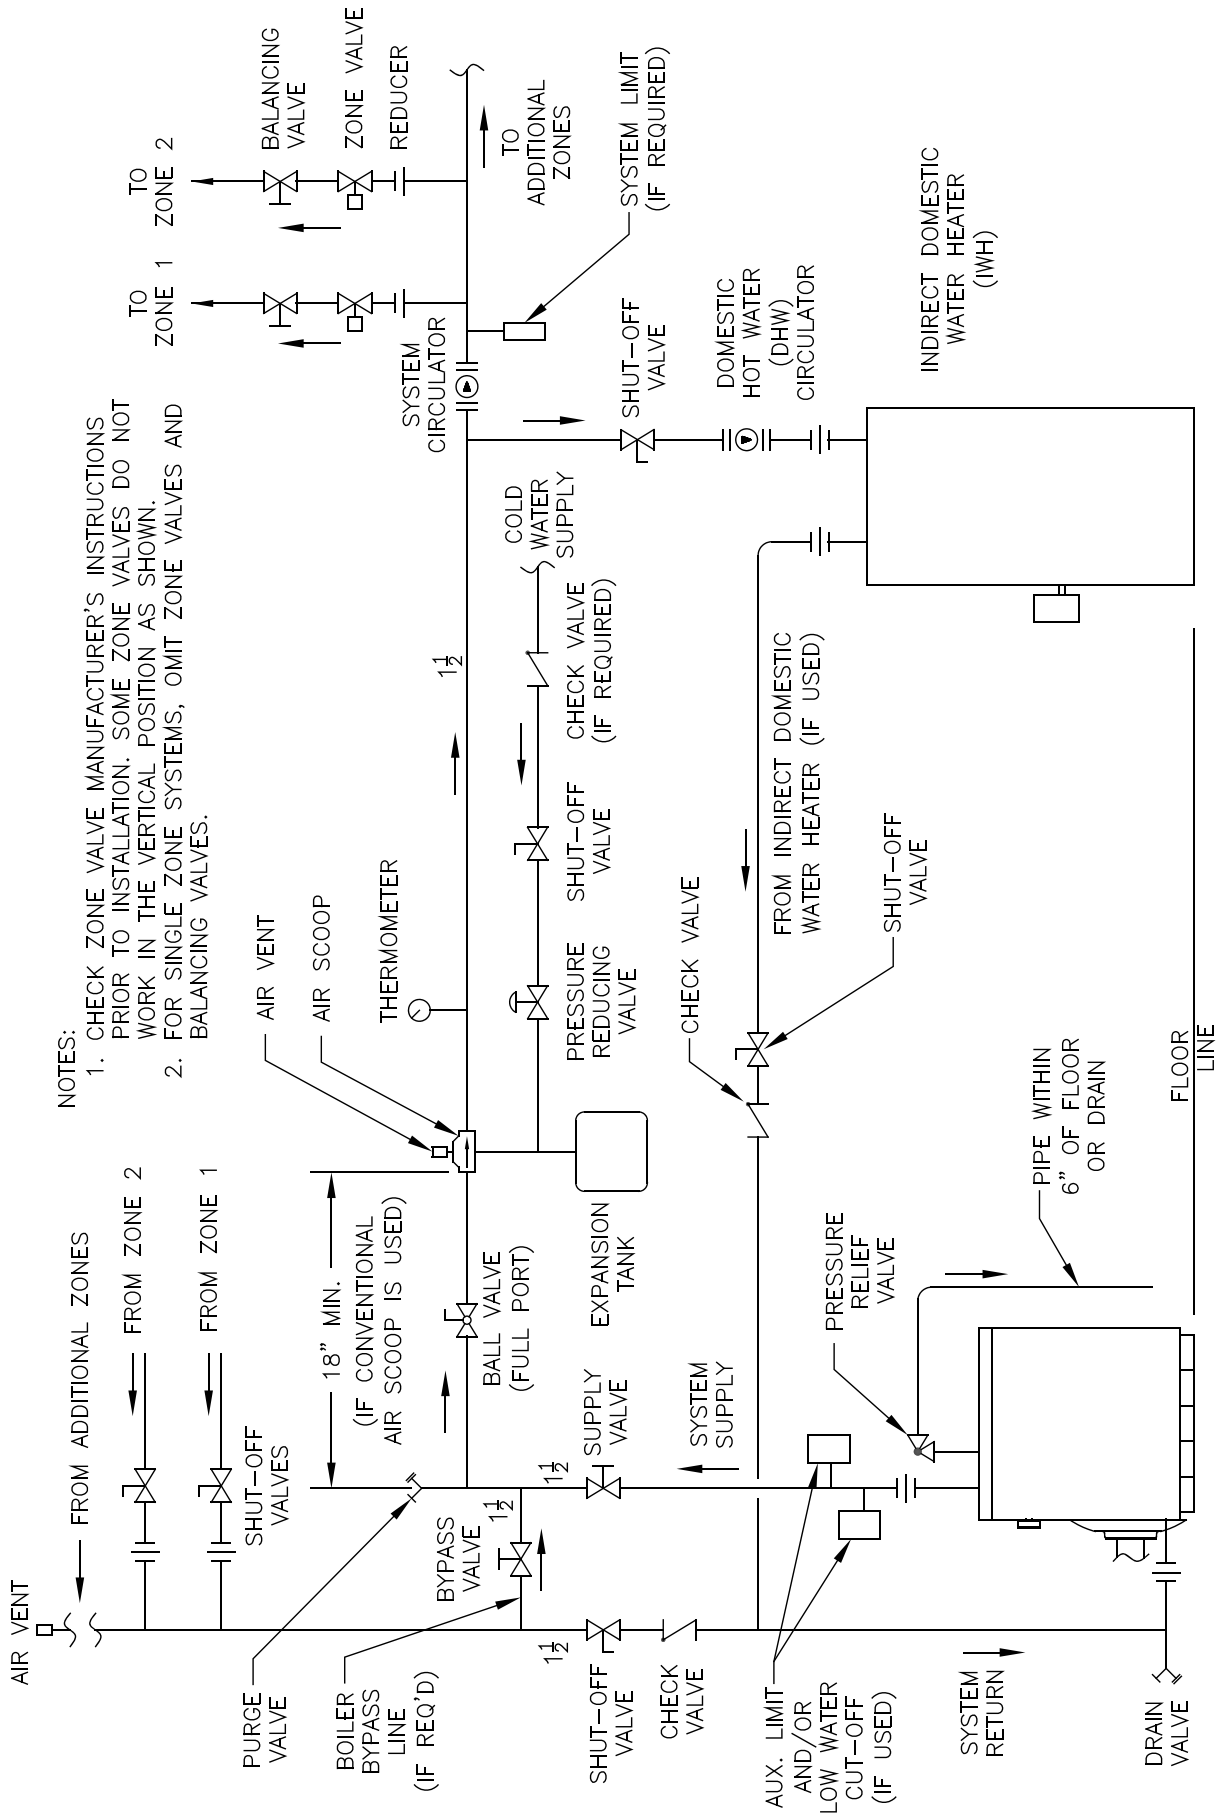 NOTES:
1. CHECK ZONE VALVE MANUFACTURER'S INSTRUCTIONS
PRIOR TO INSTALLATION. SOME ZONE VALVES DO NOT
WORK IN THE VERTICAL POSITION AS SHOWN.
2. FOR SINGLE ZONE SYSTEMS, OMIT ZONE VALVES AND
BALANCING VALVES.
AIR VENT
FROM ADDITIONAL ZONES
FROM ZONE 2
FROM ZONE 1
SHUT-OFF
VALVES
PURGE
VALVE
BOILER
BYPASS
LINE
(IF REQ'D)
BYPASS
VALVE
1 1/2
1 1/2
1 1/2
18" MIN.
(IF CONVENTIONAL
AIR SCOOP IS USED)
AIR VENT
AIR SCOOP
THERMOMETER
BALL VALVE
(FULL PORT)
EXPANSION
TANK
PRESSURE
REDUCING
VALVE
SHUT-OFF
VALVE
CHECK VALVE
(IF REQUIRED)
COLD
WATER
SUPPLY
1 1/2
SYSTEM
CIRCULATOR
TO
ZONE 1
TO
ZONE 2
BALANCING
VALVE
ZONE VALVE
REDUCER
TO
ADDITIONAL
ZONES
SYSTEM LIMIT
(IF REQUIRED)
SHUT-OFF
VALVE
DOMESTIC
HOT WATER
(DHW)
CIRCULATOR
INDIRECT DOMESTIC
WATER HEATER
(IWH)
FROM INDIRECT DOMESTIC
WATER HEATER (IF USED)
SHUT-OFF
VALVE
CHECK VALVE
SUPPLY
VALVE
SYSTEM
SUPPLY
SHUT-OFF
VALVE
CHECK
VALVE
AUX. LIMIT
AND/OR
LOW WATER
CUT-OFF
(IF USED)
PRESSURE
RELIEF
VALVE
PIPE WITHIN
6" OF FLOOR
OR DRAIN
FLOOR
LINE
SYSTEM
RETURN
DRAIN
VALVE